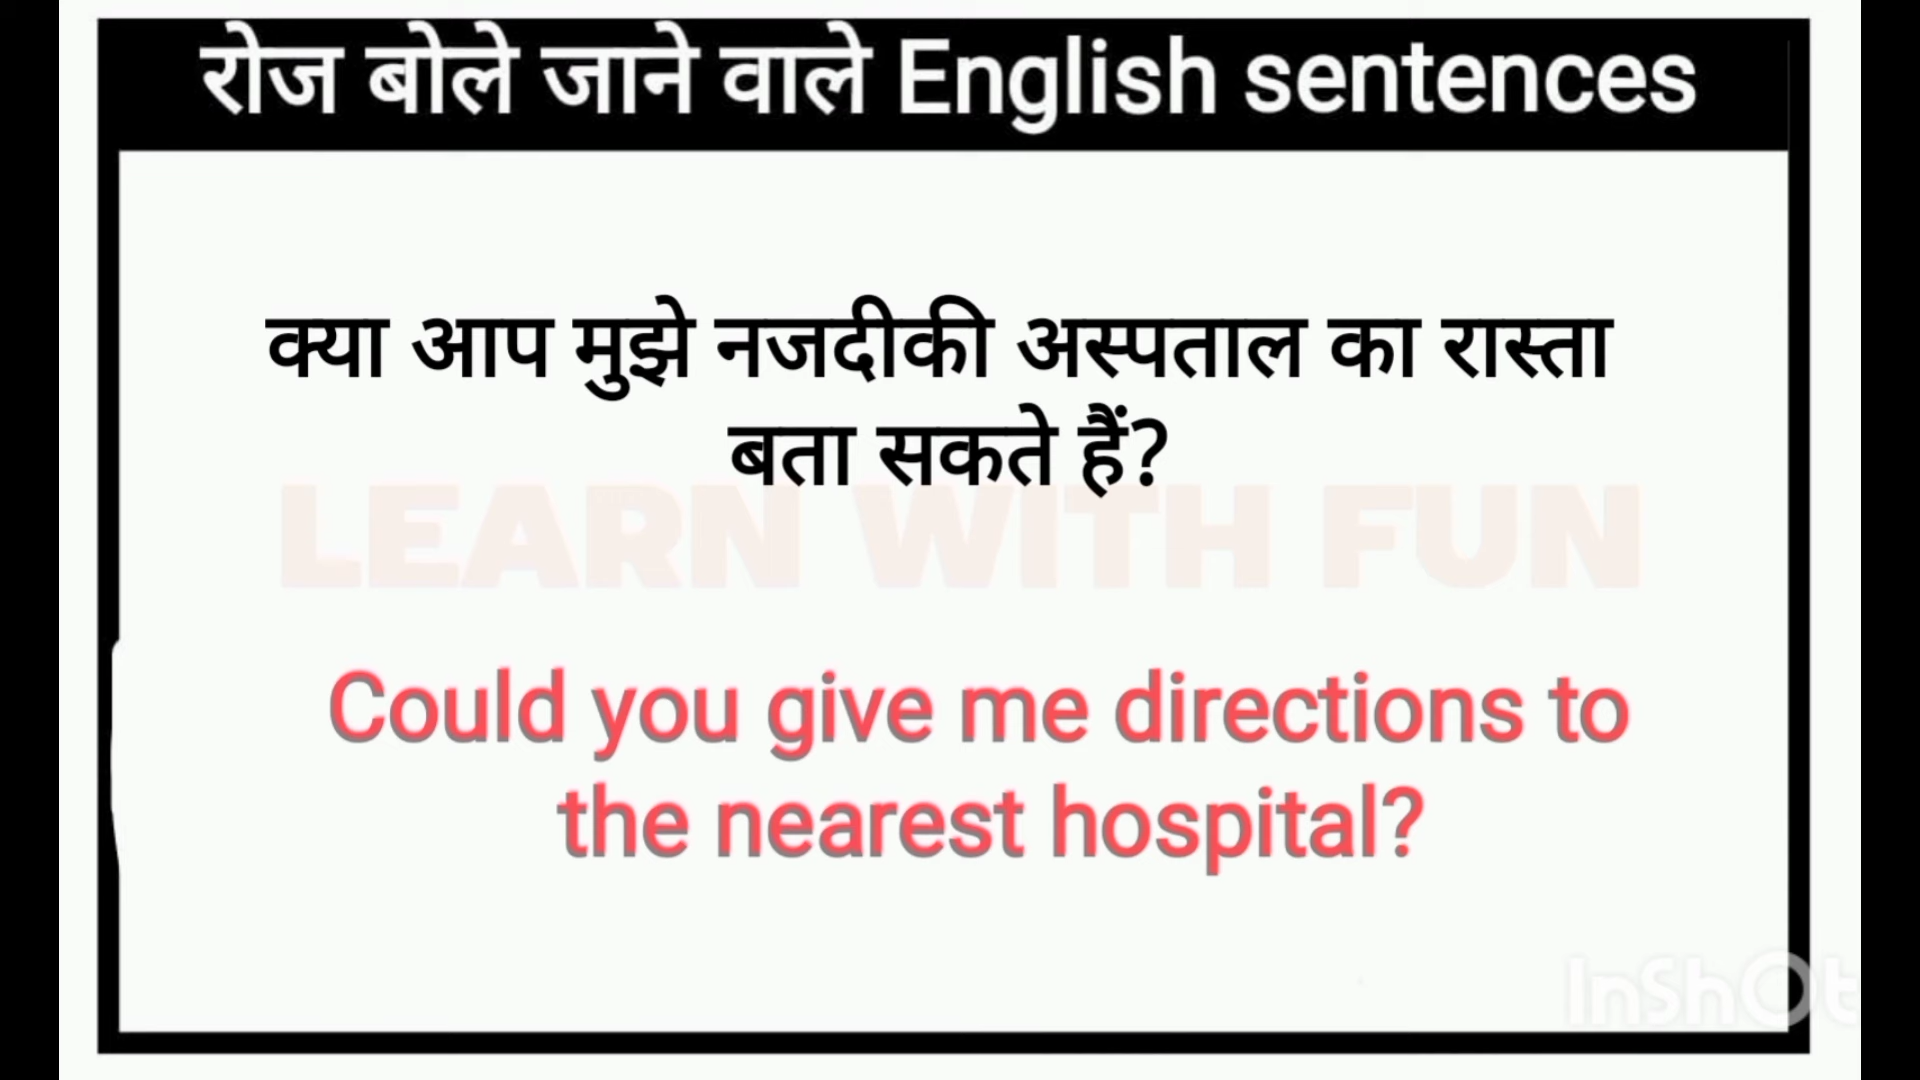 रोज बोले जाने वाले English sentences
क्या आप मुझे नजदीकी अस्पताल का रास्ता
बता सकते हैं?
LEARN WITH FUN
Could you give me directions to
the nearest hospital?
InShOt